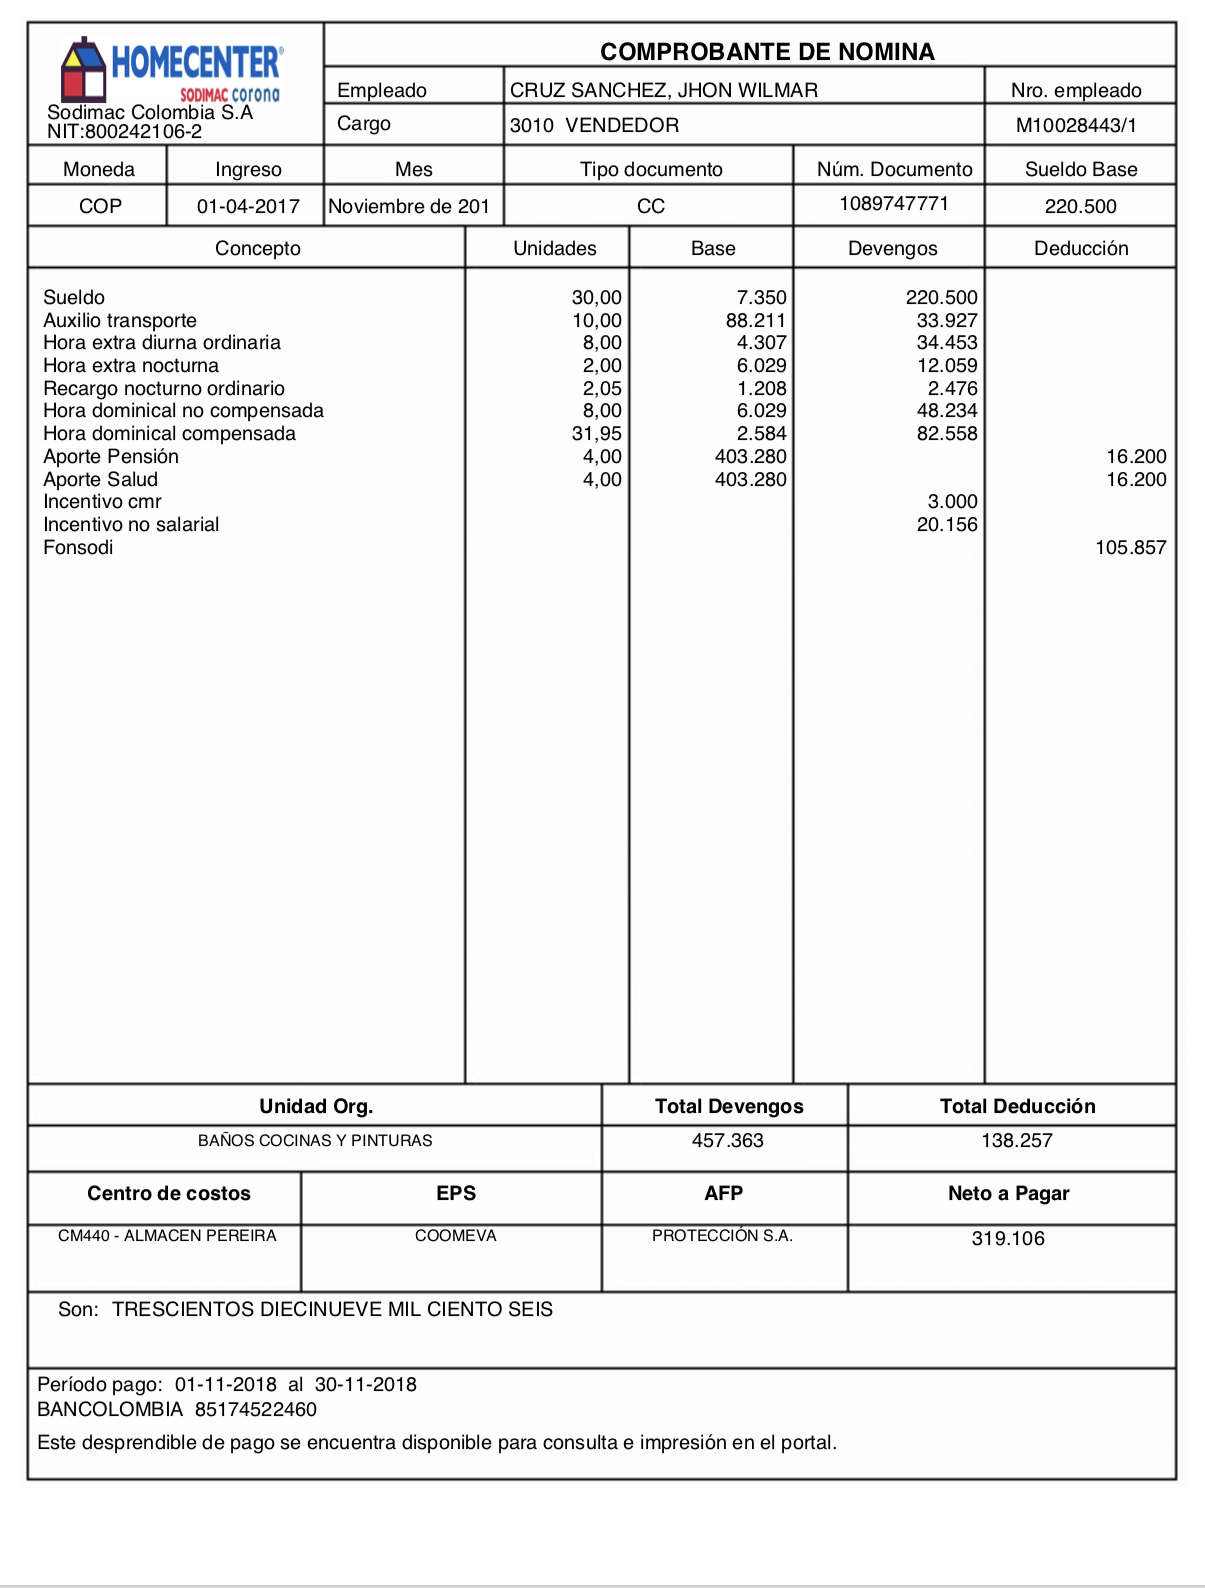 HOMECENTER®
SODIMAC corona
Sodimac Colombia S.A
NIT:800242106-2
COMPROBANTE DE NOMINA
Empleado CRUZ SANCHEZ, JHON WILMAR Nro. empleado
Cargo 3010 VENDEDOR M10028443/1
Moneda Ingreso Mes Tipo documento Núm. Documento Sueldo Base
COP 01-04-2017 Noviembre de 201 CC 1089747771 220.500
Concepto Unidades Base Devengos Deducción
Sueldo 30,00 7.350 220.500
Auxilio transporte 10,00 88.211 33.927
Hora extra diurna ordinaria 8,00 4.307 34.453
Hora extra nocturna 2,00 6.029 12.059
Recargo nocturno ordinario 2,05 1.208 2.476
Hora dominical no compensada 8,00 6.029 48.234
Hora dominical compensada 31,95 2.584 82.558
Aporte Pensión 4,00 403.280 16.200
Aporte Salud 4,00 403.280 16.200
Incentivo cmr 3.000
Incentivo no salarial 20.156
Fonsodi 105.857
Unidad Org. Total Devengos Total Deducción
BAÑOS COCINAS Y PINTURAS 457.363 138.257
Centro de costos EPS AFP Neto a Pagar
CM440 - ALMACEN PEREIRA COOMEVA PROTECCIÓN S.A. 319.106
Son: TRESCIENTOS DIECINUEVE MIL CIENTO SEIS
Período pago: 01-11-2018 al 30-11-2018
BANCOLOMBIA 85174522460
Este desprendible de pago se encuentra disponible para consulta e impresión en el portal.